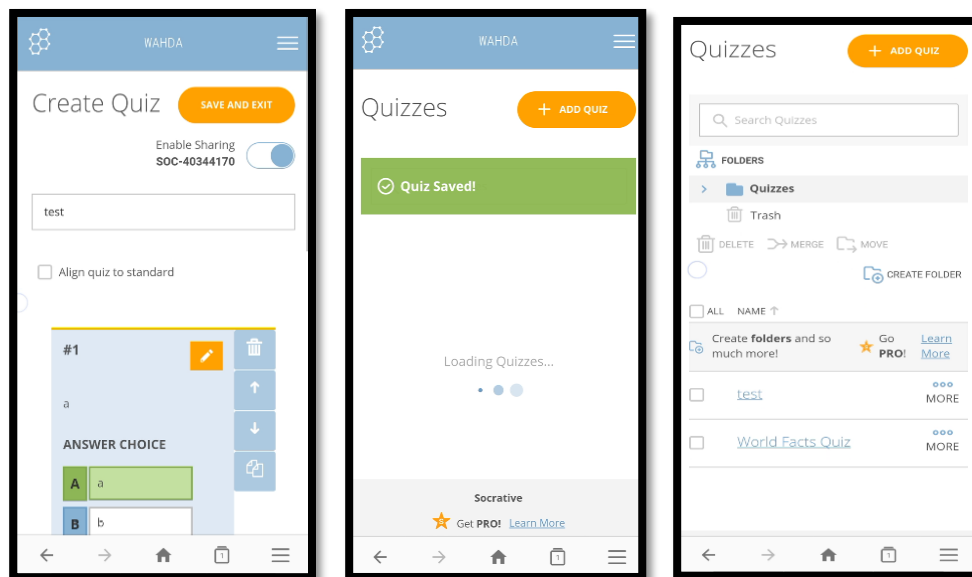 WAHDA
Create Quiz
SAVE AND EXIT
Enable Sharing
SOC-40344170
test
Align quiz to standard
#1
a
ANSWER CHOICE
A a
B b
1
WAHDA
Quizzes
+ ADD QUIZ
Quiz Saved!
Loading Quizzes...
Socrative
Get PRO! Learn More
1
Quizzes
+ ADD QUIZ
Search Quizzes
FOLDERS
Quizzes
Trash
DELETE MERGE MOVE
CREATE FOLDER
ALL NAME
Create folders and so
much more!
Go
PRO!
Learn
More
test
MORE
World Facts Quiz
MORE
1